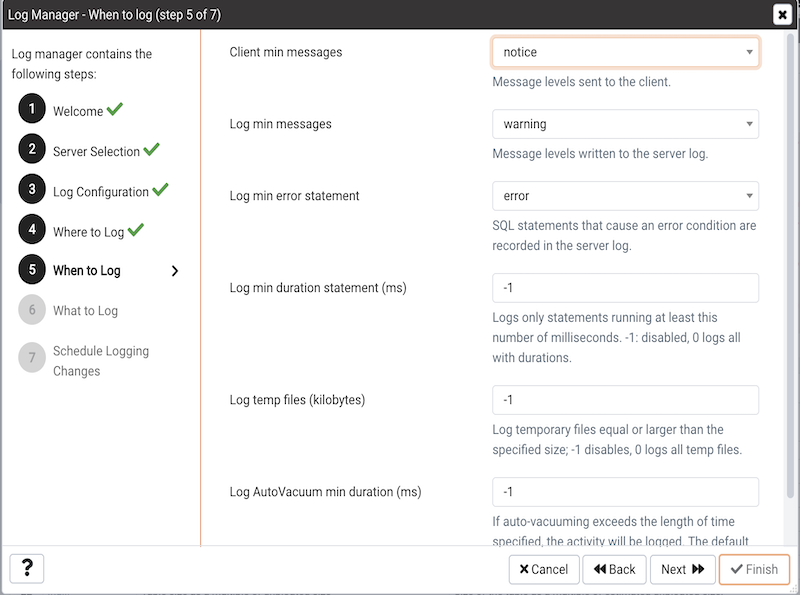 Log Manager - When to log (step 5 of 7)
Log manager contains the
following steps:
1 Welcome
2 Server Selection
3 Log Configuration
4 Where to Log
5 When to Log
6 What to Log
7 Schedule Logging
Changes
Client min messages
notice
Message levels sent to the client.
Log min messages
warning
Message levels written to the server log.
Log min error statement
error
SQL statements that cause an error condition are
recorded in the server log.
Log min duration statement (ms)
-1
Logs only statements running at least this
number of milliseconds. -1: disabled, 0 logs all
with durations.
Log temp files (kilobytes)
-1
Log temporary files equal or larger than the
specified size; -1 disables, 0 logs all temp files.
Log AutoVacuum min duration (ms)
-1
If auto-vacuuming exceeds the length of time
specified, the activity will be logged. The default
?
Cancel
Back
Next
Finish